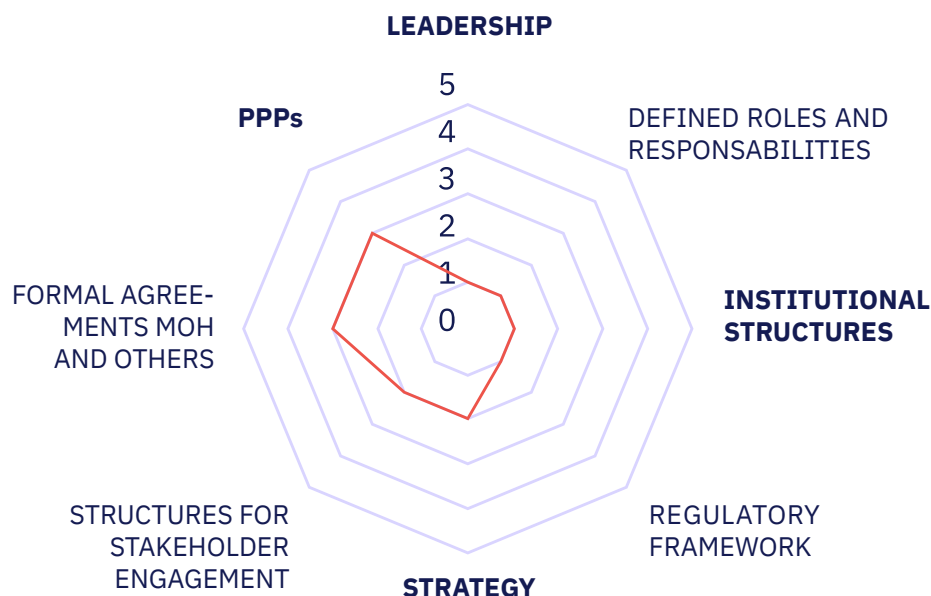 LEADERSHIP
5
PPPs
DEFINED ROLES AND
RESPONSABILITIES
4
3
2
1
FORMAL AGREE-
MENTS MOH
AND OTHERS
INSTITUTIONAL
STRUCTURES
0
STRUCTURES FOR
STAKEHOLDER
ENGAGEMENT
REGULATORY
FRAMEWORK
STRATEGY